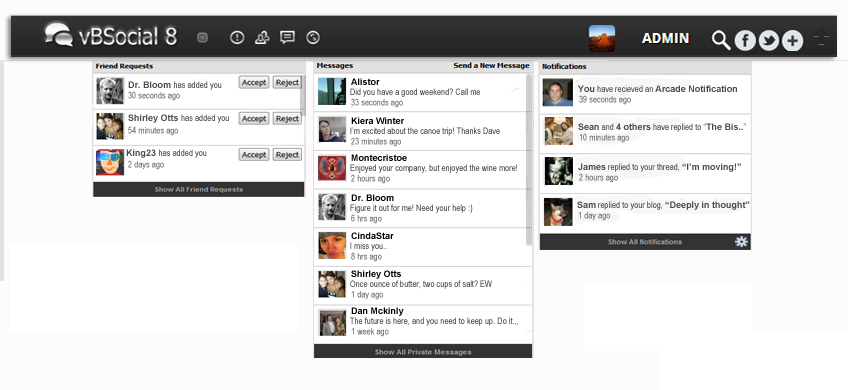 vBSocial 8
ADMIN
Friend Requests
Dr. Bloom has added you
30 seconds ago
Accept
Reject
Shirley Otts has added you
54 minutes ago
Accept
Reject
King23 has added you
2 days ago
Accept
Reject
Show All Friend Requests
Messages
Send a New Message
Alistor
Did you have a good weekend? Call me
33 seconds ago
Kiera Winter
I'm excited about the canoe trip! Thanks Dave
23 minutes ago
Montecristoe
Enjoyed your company, but enjoyed the wine more!
2 hours ago
Dr. Bloom
Figure it out for me! Need your help :)
6 hrs ago
CindaStar
I miss you..
8 hrs ago
Shirley Otts
Once ounce of butter, two cups of salt? EW
1 day ago
Dan Mckinly
The future is here, and you need to keep up. Do it.,,
1 week ago
Show All Private Messages
Notifications
You have recieved an Arcade Notification
39 seconds ago
Sean and 4 others have replied to "The Bis.."
10 minutes ago
James replied to your thread, “I'm moving!”
2 hours ago
Sam replied to your blog, “Deeply in thought”
1 day ago
Show All Notifications